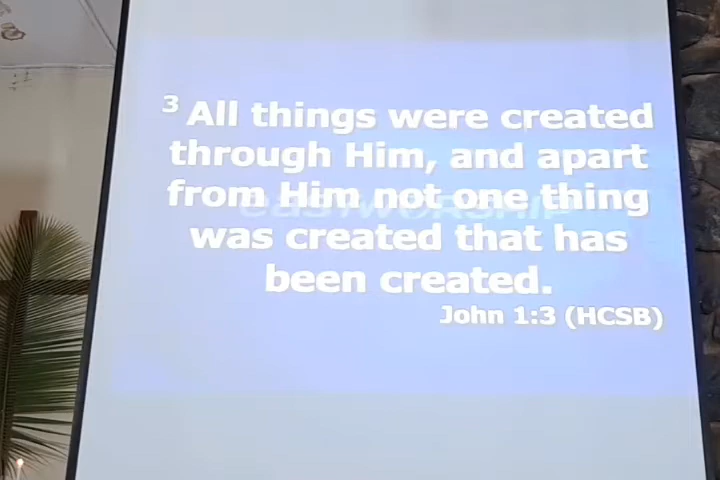 3 All things were created
through Him, and apart
from Him not one thing
was created that has
been created.
John 1:3 (HCSB)
EASYWORSHIP